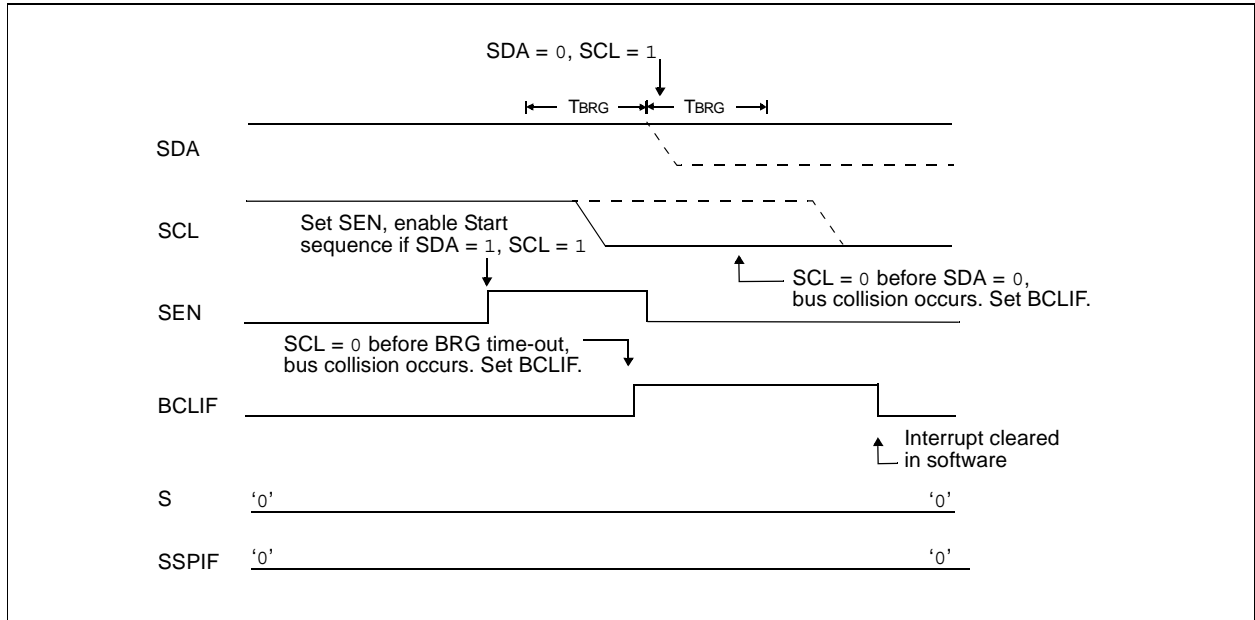 SDA = 0, SCL = 1
TBRG TBRG
SDA
SCL
Set SEN, enable Start
sequence if SDA = 1, SCL = 1
SCL = 0 before SDA = 0,
bus collision occurs. Set BCLIF.
SEN
SCL = 0 before BRG time-out,
bus collision occurs. Set BCLIF.
BCLIF
Interrupt cleared
in software
S ‘0’ ‘0’
SSPIF ‘0’ ‘0’